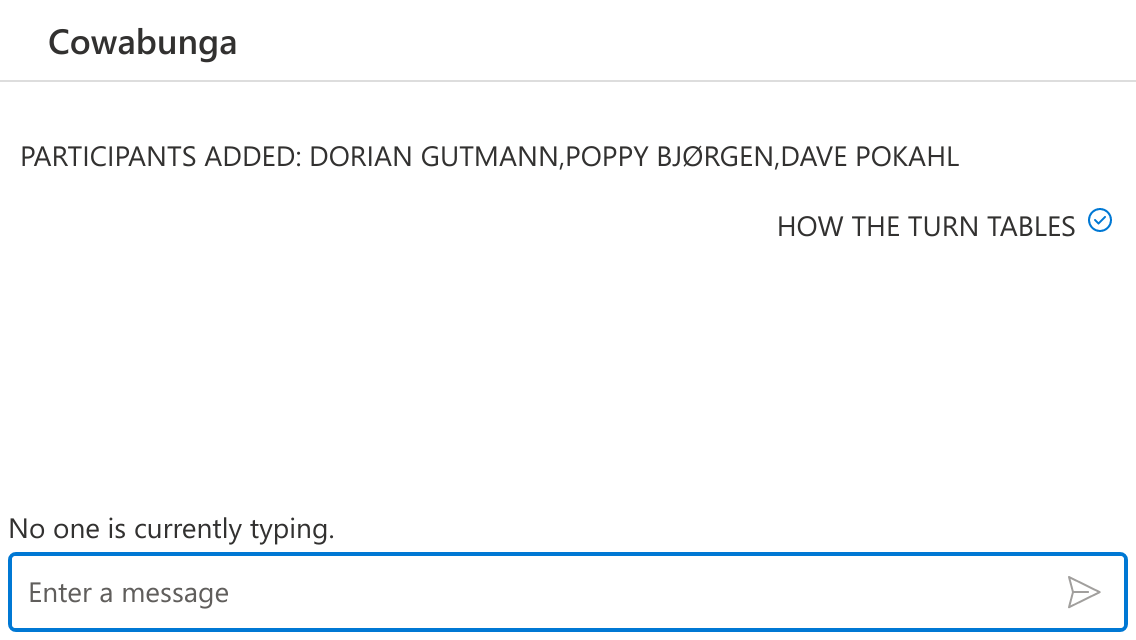 Cowabunga
PARTICIPANTS ADDED: DORIAN GUTMANN,POPPY BJØRGEN,DAVE POKAHL
HOW THE TURN TABLES
No one is currently typing.
Enter a message